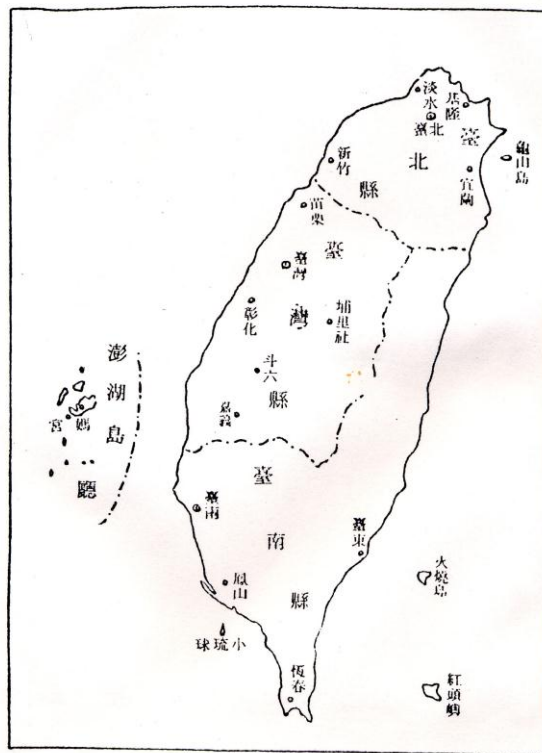 淡水
基隆
臺北
臺北縣
龜山島
宜蘭
新竹
苗栗
臺灣
臺灣縣
彰化
埔里社
斗六
嘉義
澎湖島廳
媽宮
臺南
臺南縣
臺東
鳳山
火燒島
小琉球
恆春
紅頭嶼